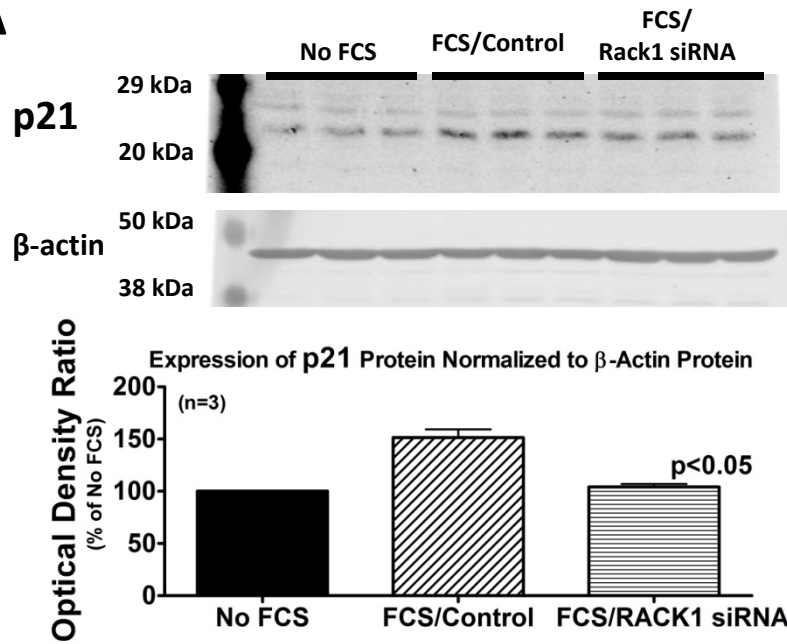 A
No FCS
FCS/Control
FCS/
Rack1 siRNA
p21
29 kDa
20 kDa
β-actin
50 kDa
38 kDa
Expression of p21 Protein Normalized to β-Actin Protein
Optical Density Ratio
(% of No FCS)
200
150
100
50
0
(n=3)
p<0.05
No FCS
FCS/Control
FCS/RACK1 siRNA